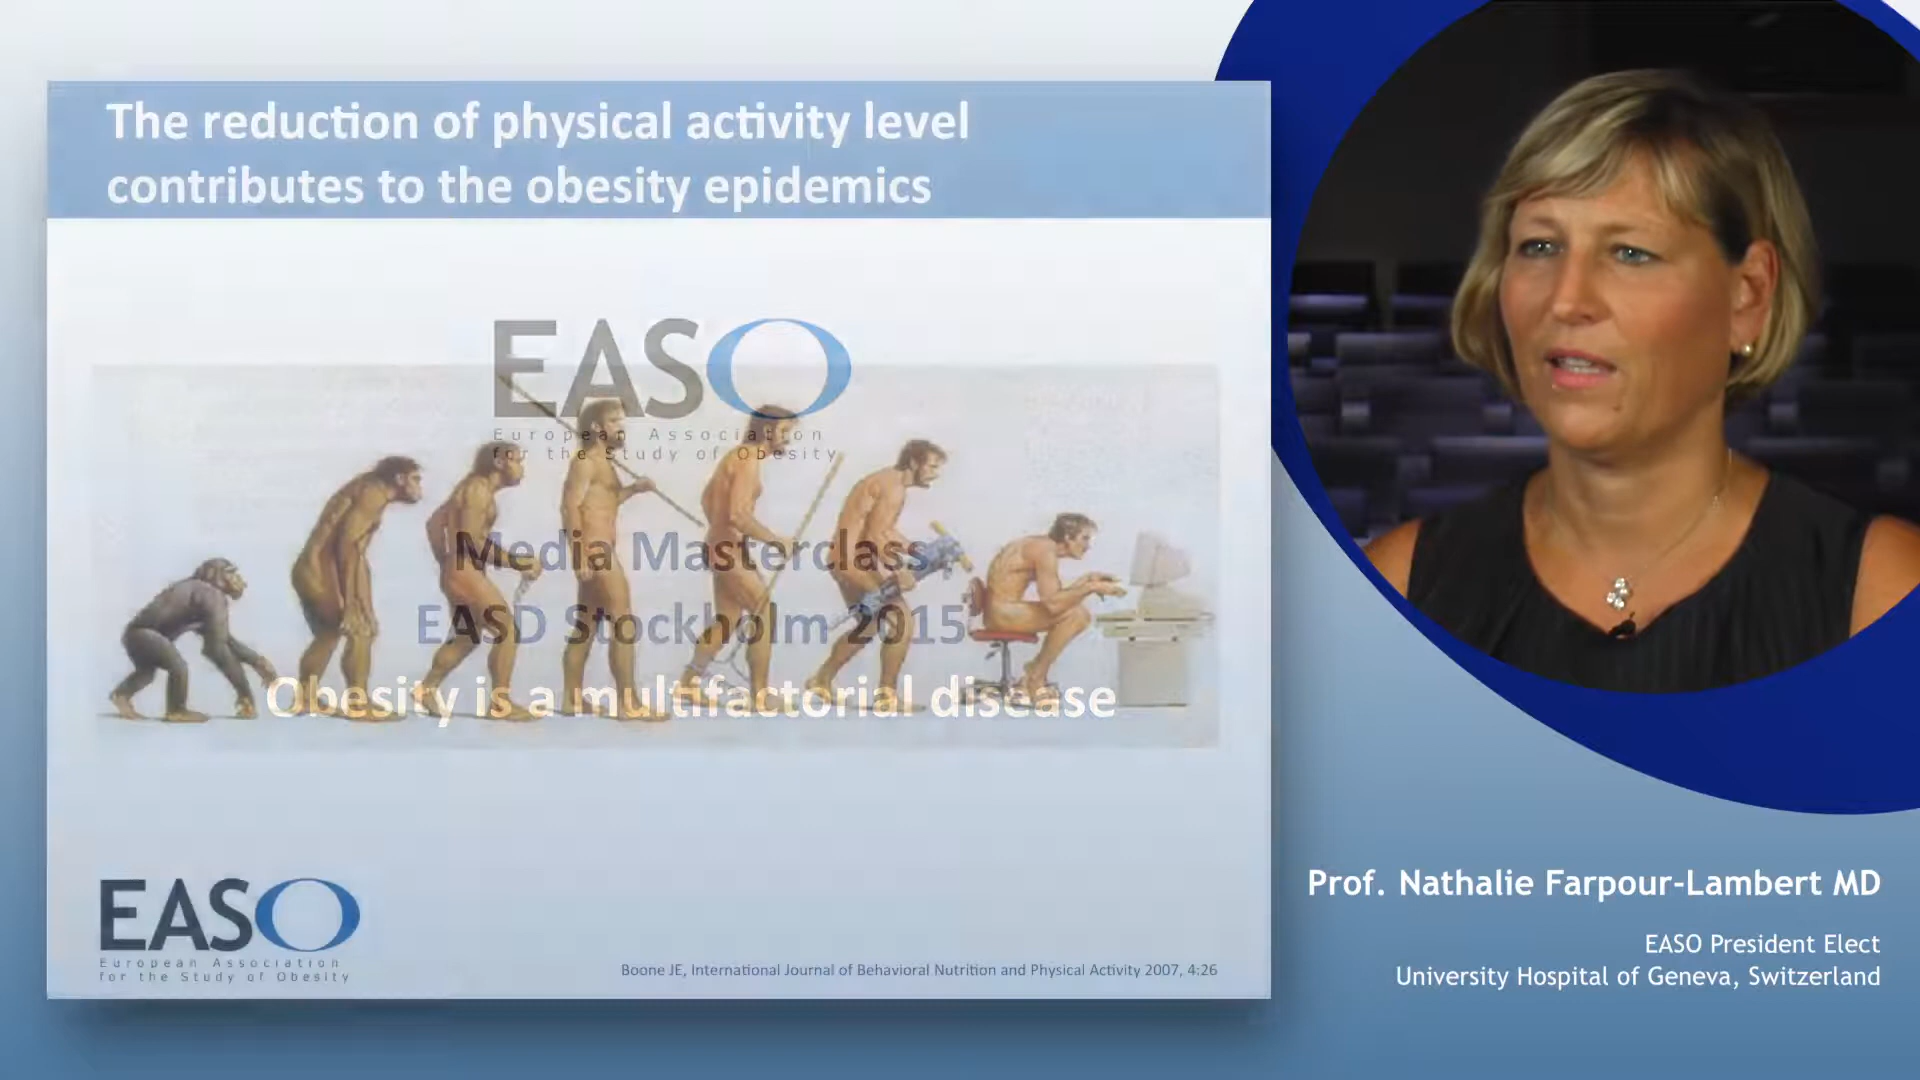 The reduction of physical activity level
contributes to the obesity epidemics
EASO
European Association
for the Study of Obesity
Media Masterclass,
EASD Stockholm 2015
Obesity is a multifactorial disease
EASO
European Association
for the Study of Obesity
Boone JE, International Journal of Behavioral Nutrition and Physical Activity 2007, 4:26
Prof. Nathalie Farpour-Lambert MD
EASO President Elect
University Hospital of Geneva, Switzerland